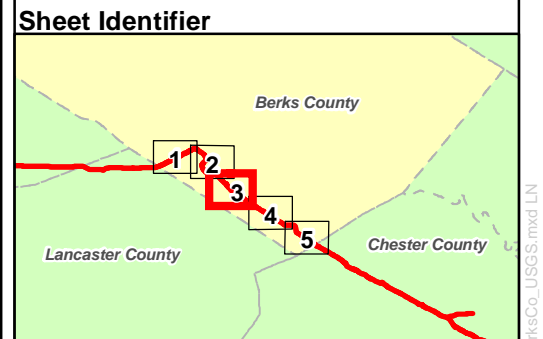 Sheet Identifier
Berks County
1
2
3
4
5
Lancaster County
Chester County
rksCo_USGS.mxd LN